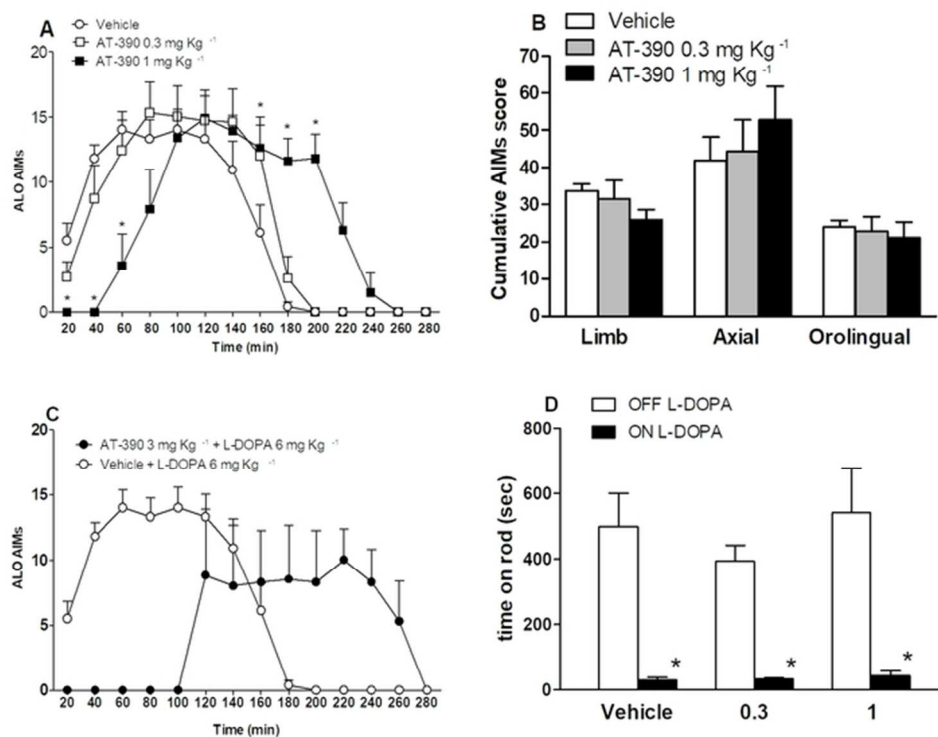 A
Vehicle
AT-390 0.3 mg Kg -1
AT-390 1 mg Kg -1
20
15
10
5
0
ALO AIMs
* * * * * *
20 40 60 80 100 120 140 160 180 200 220 240 260 280
Time (min)
B
Vehicle
AT-390 0.3 mg Kg -1
AT-390 1 mg Kg -1
70
60
50
40
30
20
10
0
Cumulative AIMs score
Limb Axial Orolingual
C
AT-390 3 mg Kg -1 + L-DOPA 6 mg Kg -1
Vehicle + L-DOPA 6 mg Kg -1
20
15
10
5
0
ALO AIMs
20 40 60 80 100 120 140 160 180 200 220 240 260 280
Time (min)
D
OFF L-DOPA
ON L-DOPA
800
600
400
200
0
time on rod (sec)
* * *
Vehicle 0.3 1